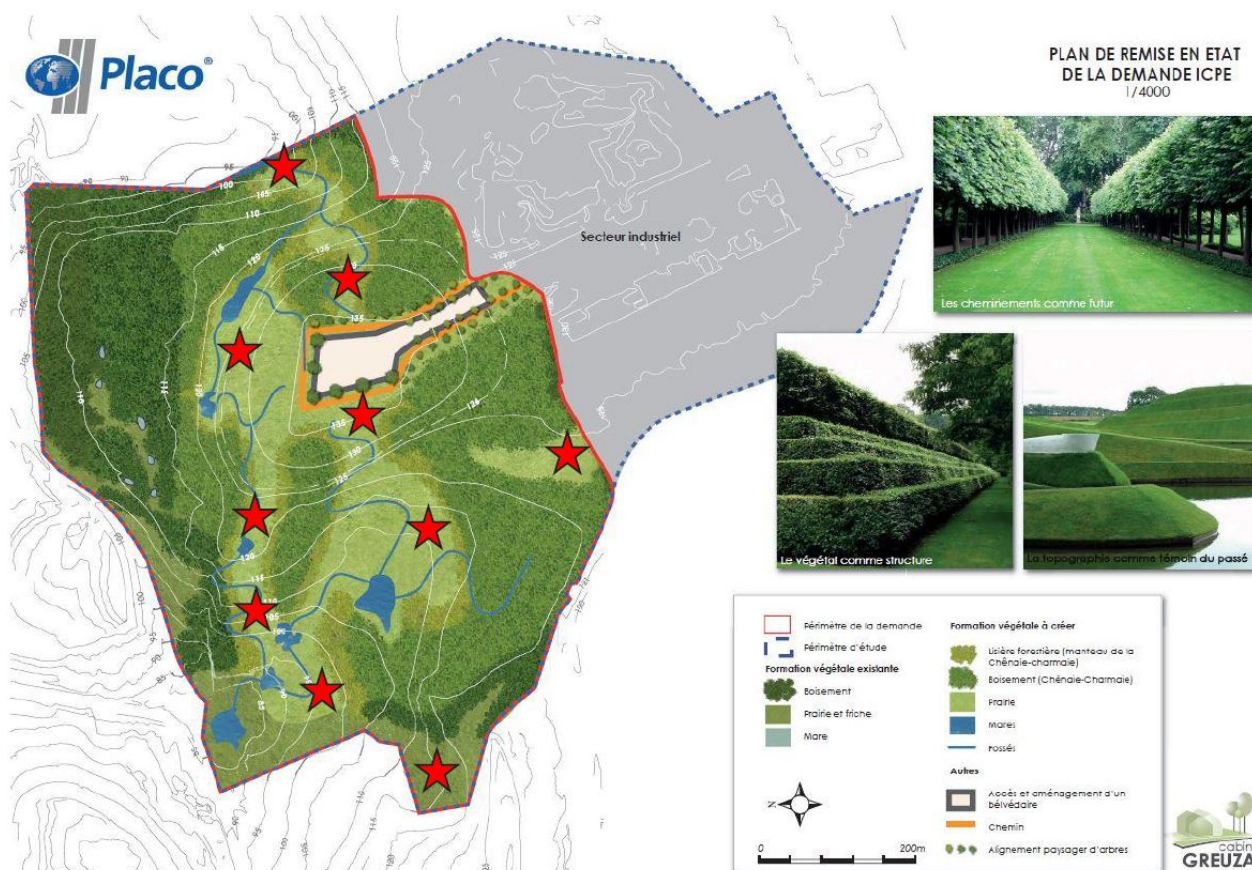 Placo®
PLAN DE REMISE EN ETAT
DE LA DEMANDE ICPE
1/4000
Secteur industriel
Les cheminements comme futur
Le végétal comme structure
La topographie comme témoin du passé
Périmètre de la demande
Périmètre d'étude
Formation végétale existante
Boisement
Prairie et friche
Mare
N
0
200m
Formation végétale à créer
Lisière forestière (manteau de la
Chênaie-charmaie)
Boisement (Chênaie-Charmaie)
Prairie
Mares
Fossés
Autres
Accès et aménagement d'un
bélvédaire
Chemin
Alignement paysager d'arbres
cabin
GREUZA